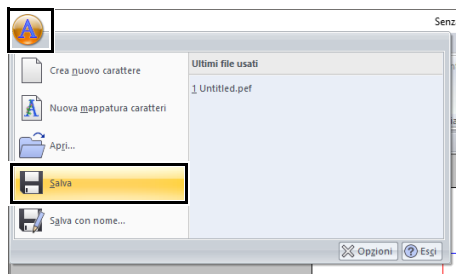 Senz
A
Crea nuovo carattere
Nuova mappatura caratteri
Apri...
Salva
Salva con nome...
Ultimi file usati
1 Untitled.pef
Opzioni
Esci